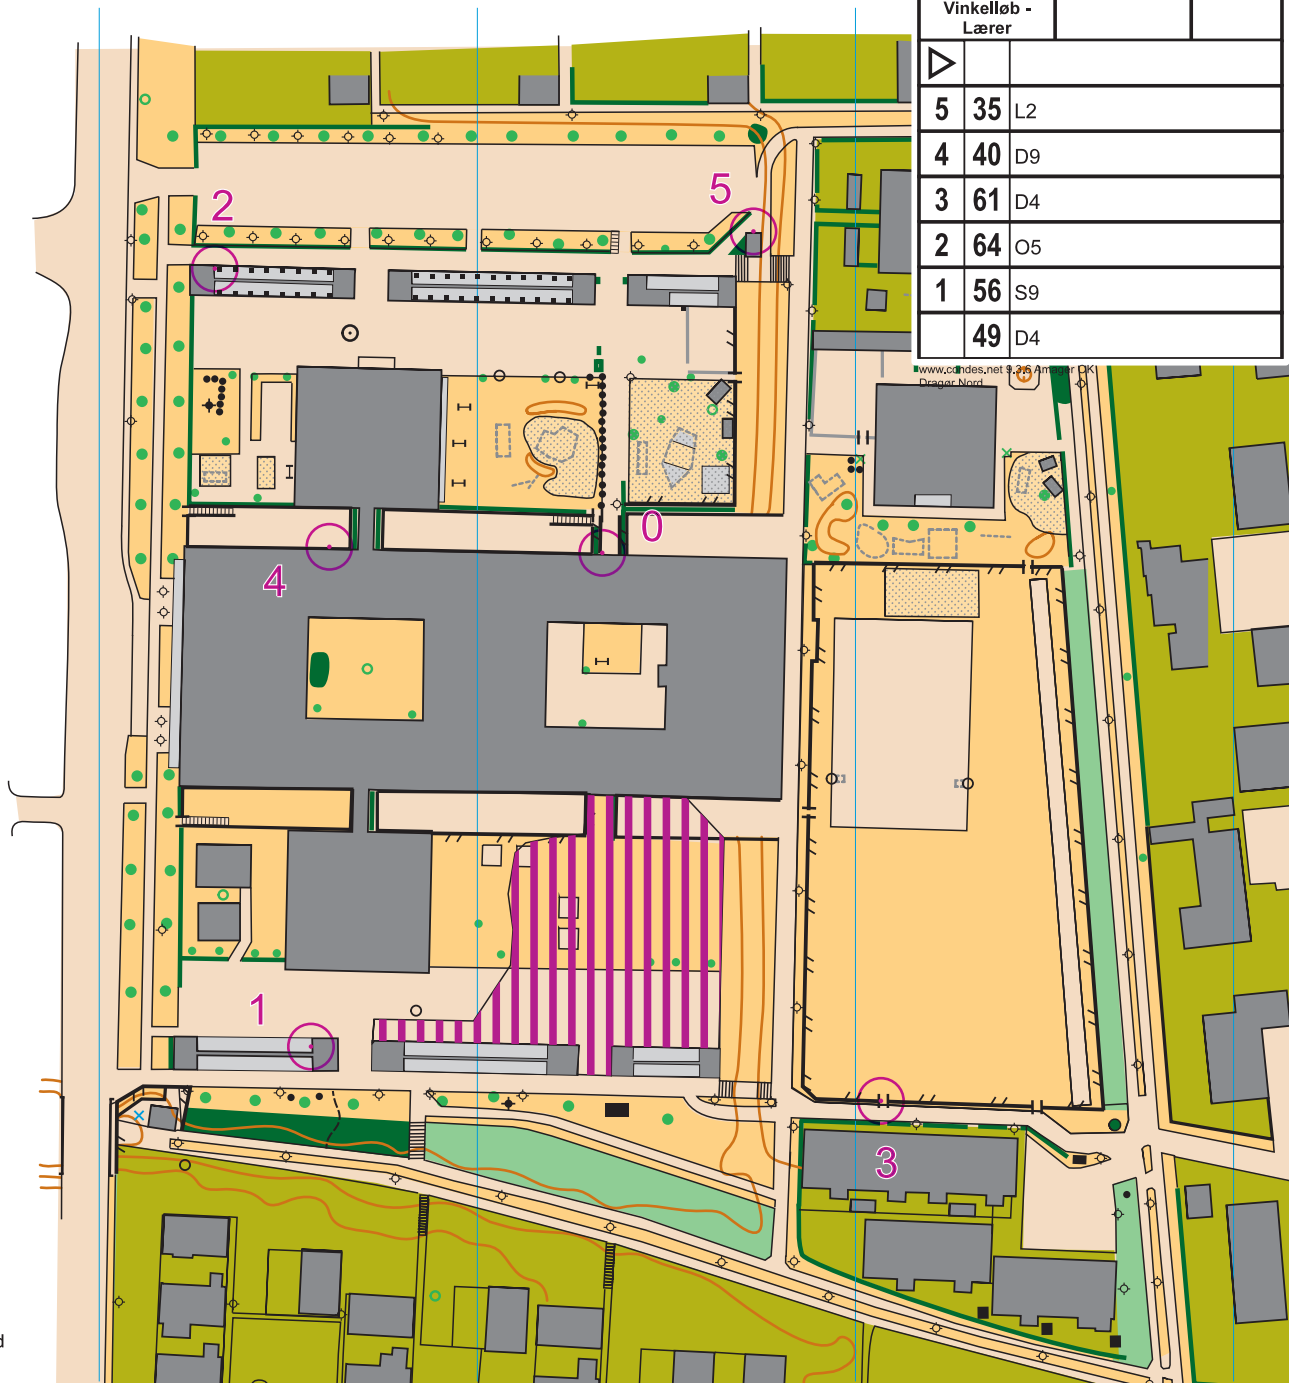 Vinkelløb -
Lærer
5 35 L2
4 40 D9
3 61 D4
2 64 O5
1 56 S9
49 D4
www.condes.net 9.3.6 Amager OK
Dragør Nord
2
5
0
4
1
3
d